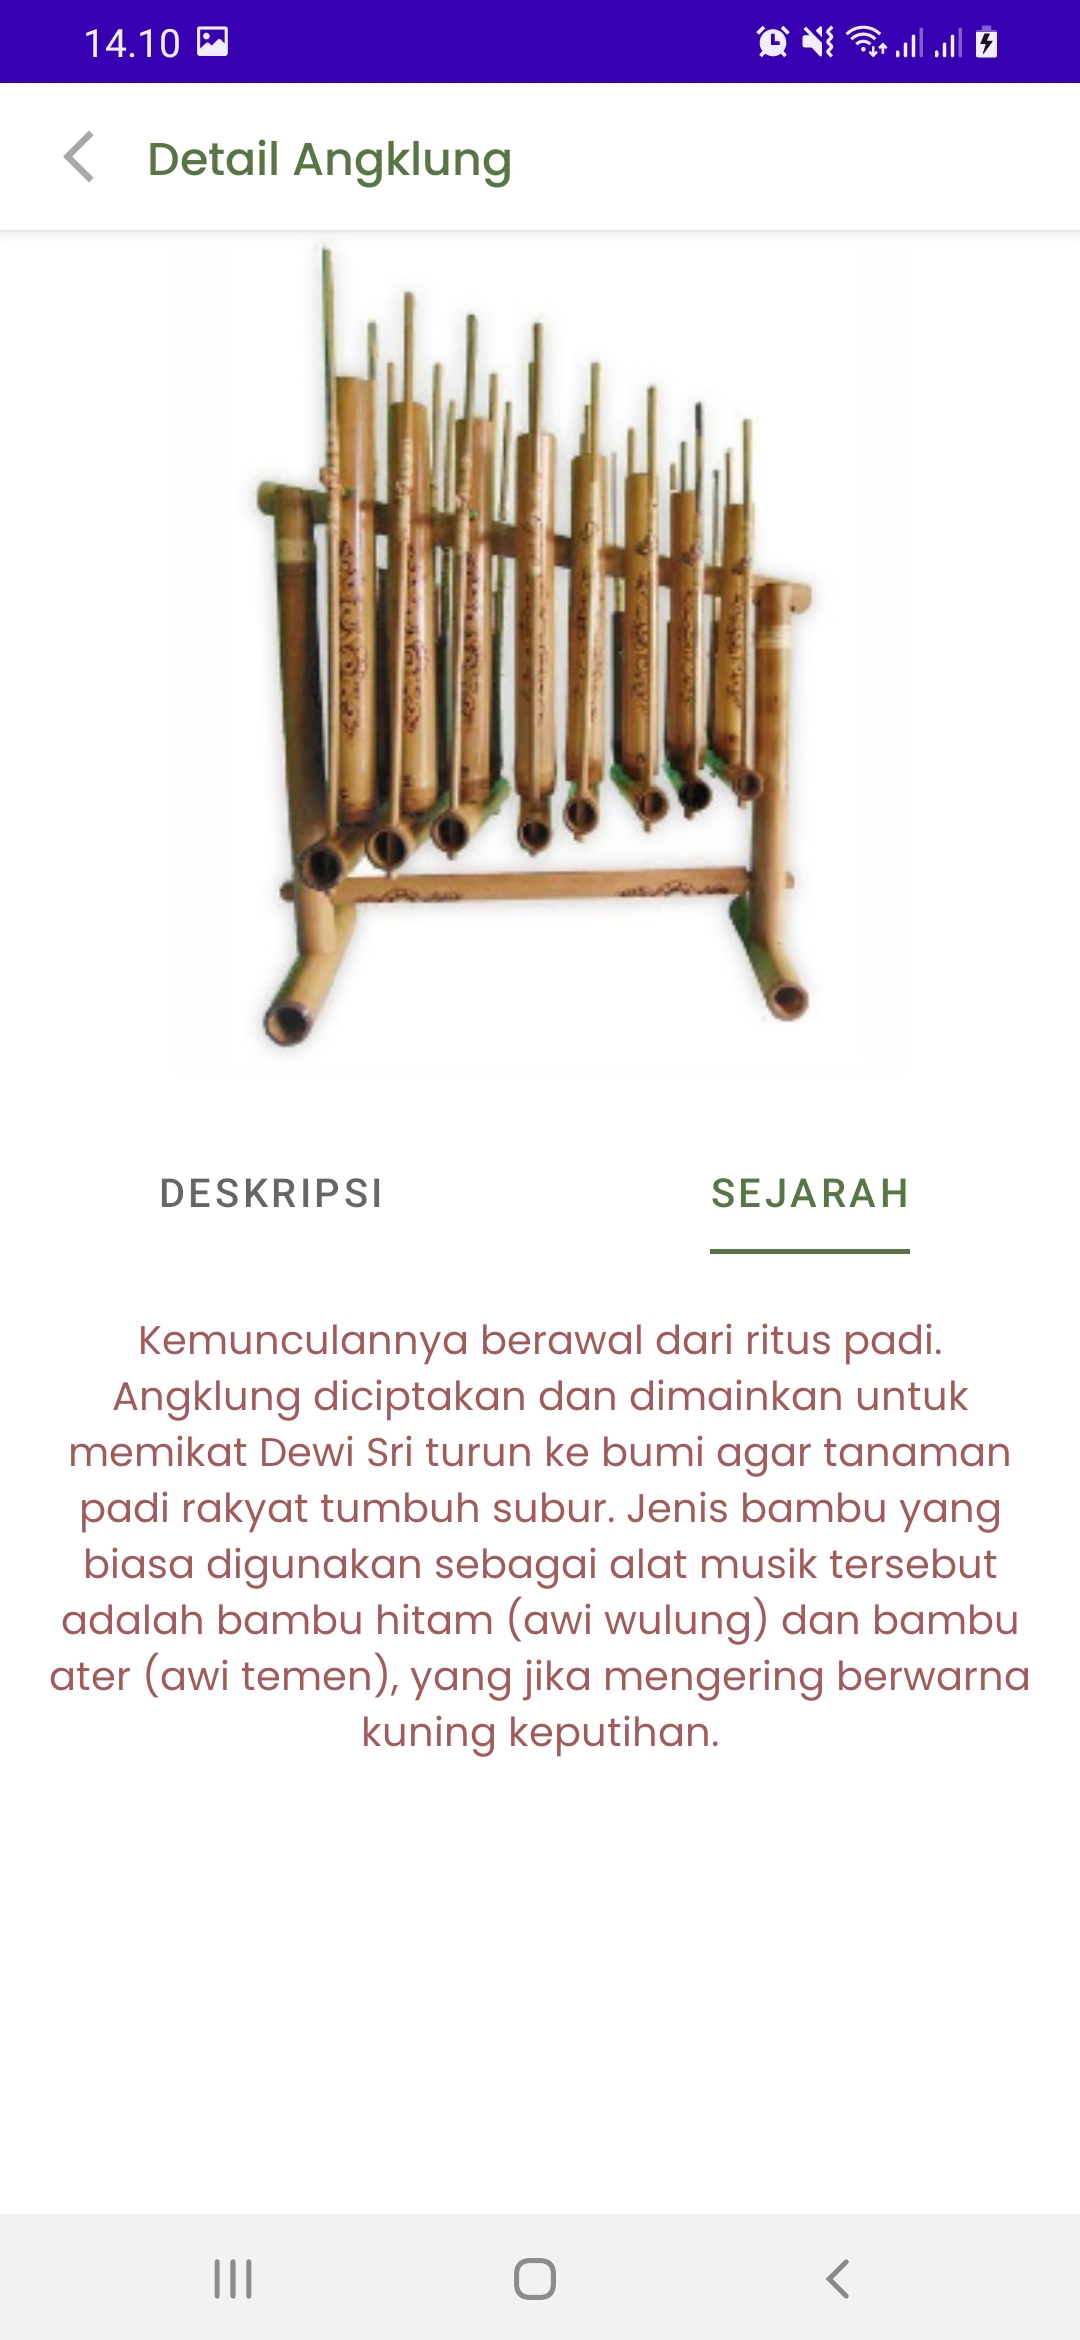 14.10
Detail Angklung
DESKRIPSI
SEJARAH
Kemunculannya berawal dari ritus padi.
Angklung diciptakan dan dimainkan untuk
memikat Dewi Sri turun ke bumi agar tanaman
padi rakyat tumbuh subur. Jenis bambu yang
biasa digunakan sebagai alat musik tersebut
adalah bambu hitam (awi wulung) dan bambu
ater (awi temen), yang jika mengering berwarna
kuning keputihan.